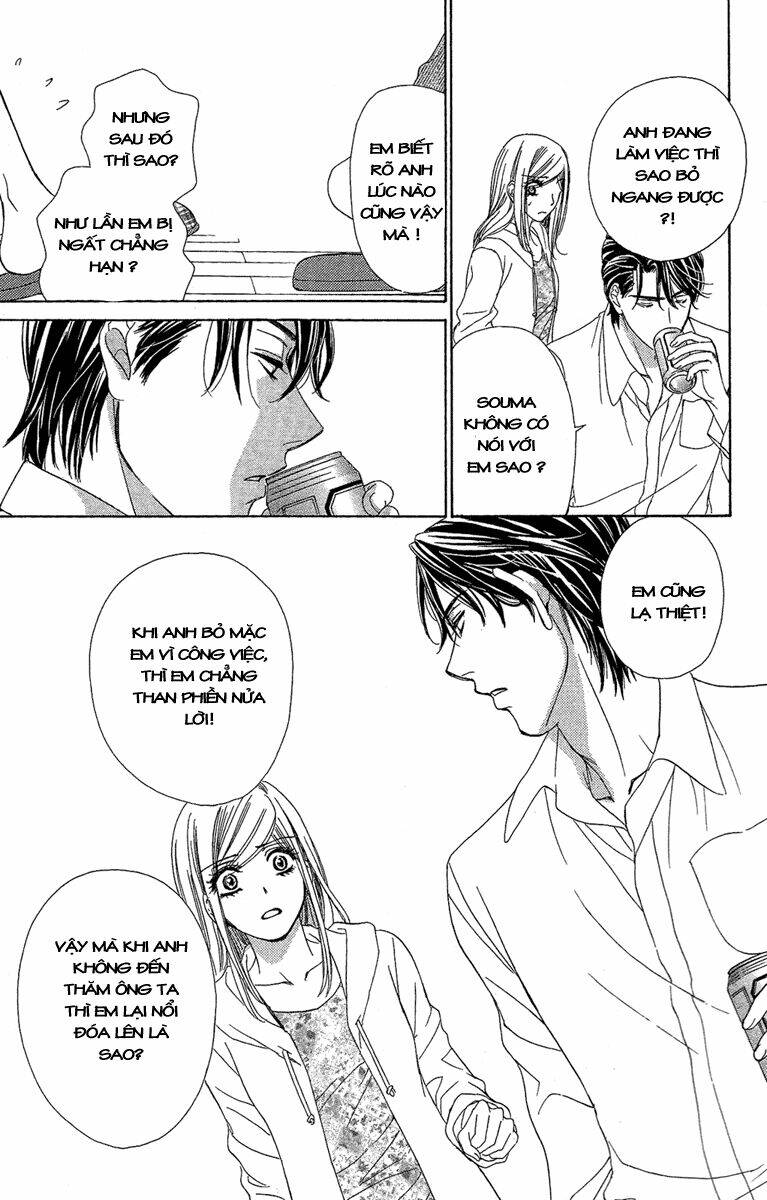 ANH ĐANG
LÀM VIỆC THÌ
SAO BỎ
NGANG ĐƯỢC
?!
SOUMA
KHÔNG CÓ
NÓI VỚI
EM SAO ?
EM BIẾT
RÕ ANH
LÚC NÀO
CŨNG VẬY
MÀ !
NHƯNG
SAU ĐÓ
THÌ SAO?
NHƯ LẦN EM BỊ
NGẤT CHẲNG
HẠN ?
EM CŨNG
LẠ THIỆT!
KHI ANH BỎ MẶC
EM VÌ CÔNG VIỆC,
THÌ EM CHẲNG
THAN PHIỀN NỬA
LỜI!
VẬY MÀ KHI ANH
KHÔNG ĐẾN
THĂM ÔNG TA
THÌ EM LẠI NỔI
ĐÓA LÊN LÀ
SAO?